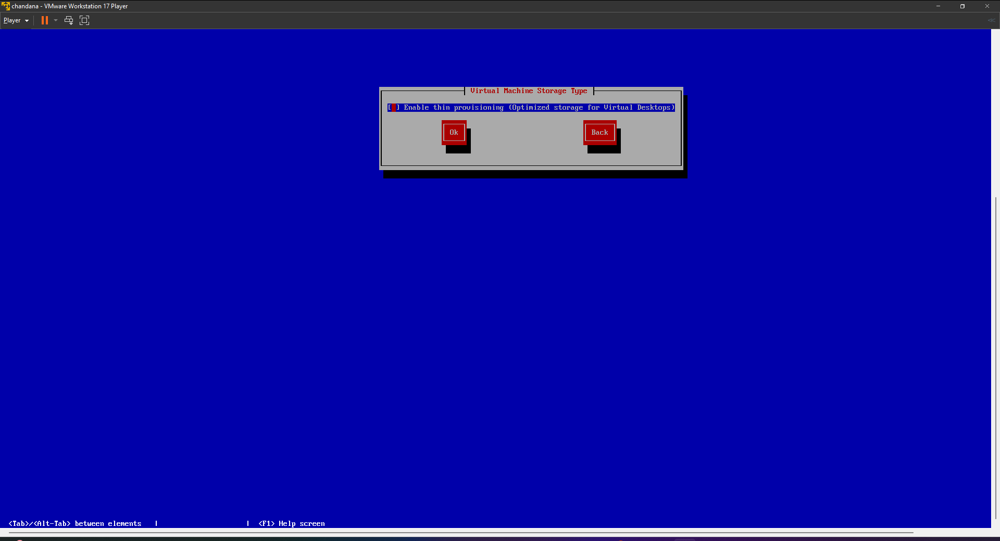 chandana - VMware Workstation 17 Player
Player
Virtual Machine Storage Type
[ ] Enable thin provisioning (Optimized storage for Virtual Desktops)
Ok Back
<Tab>/<Alt-Tab> between elements | | <F1> Help screen